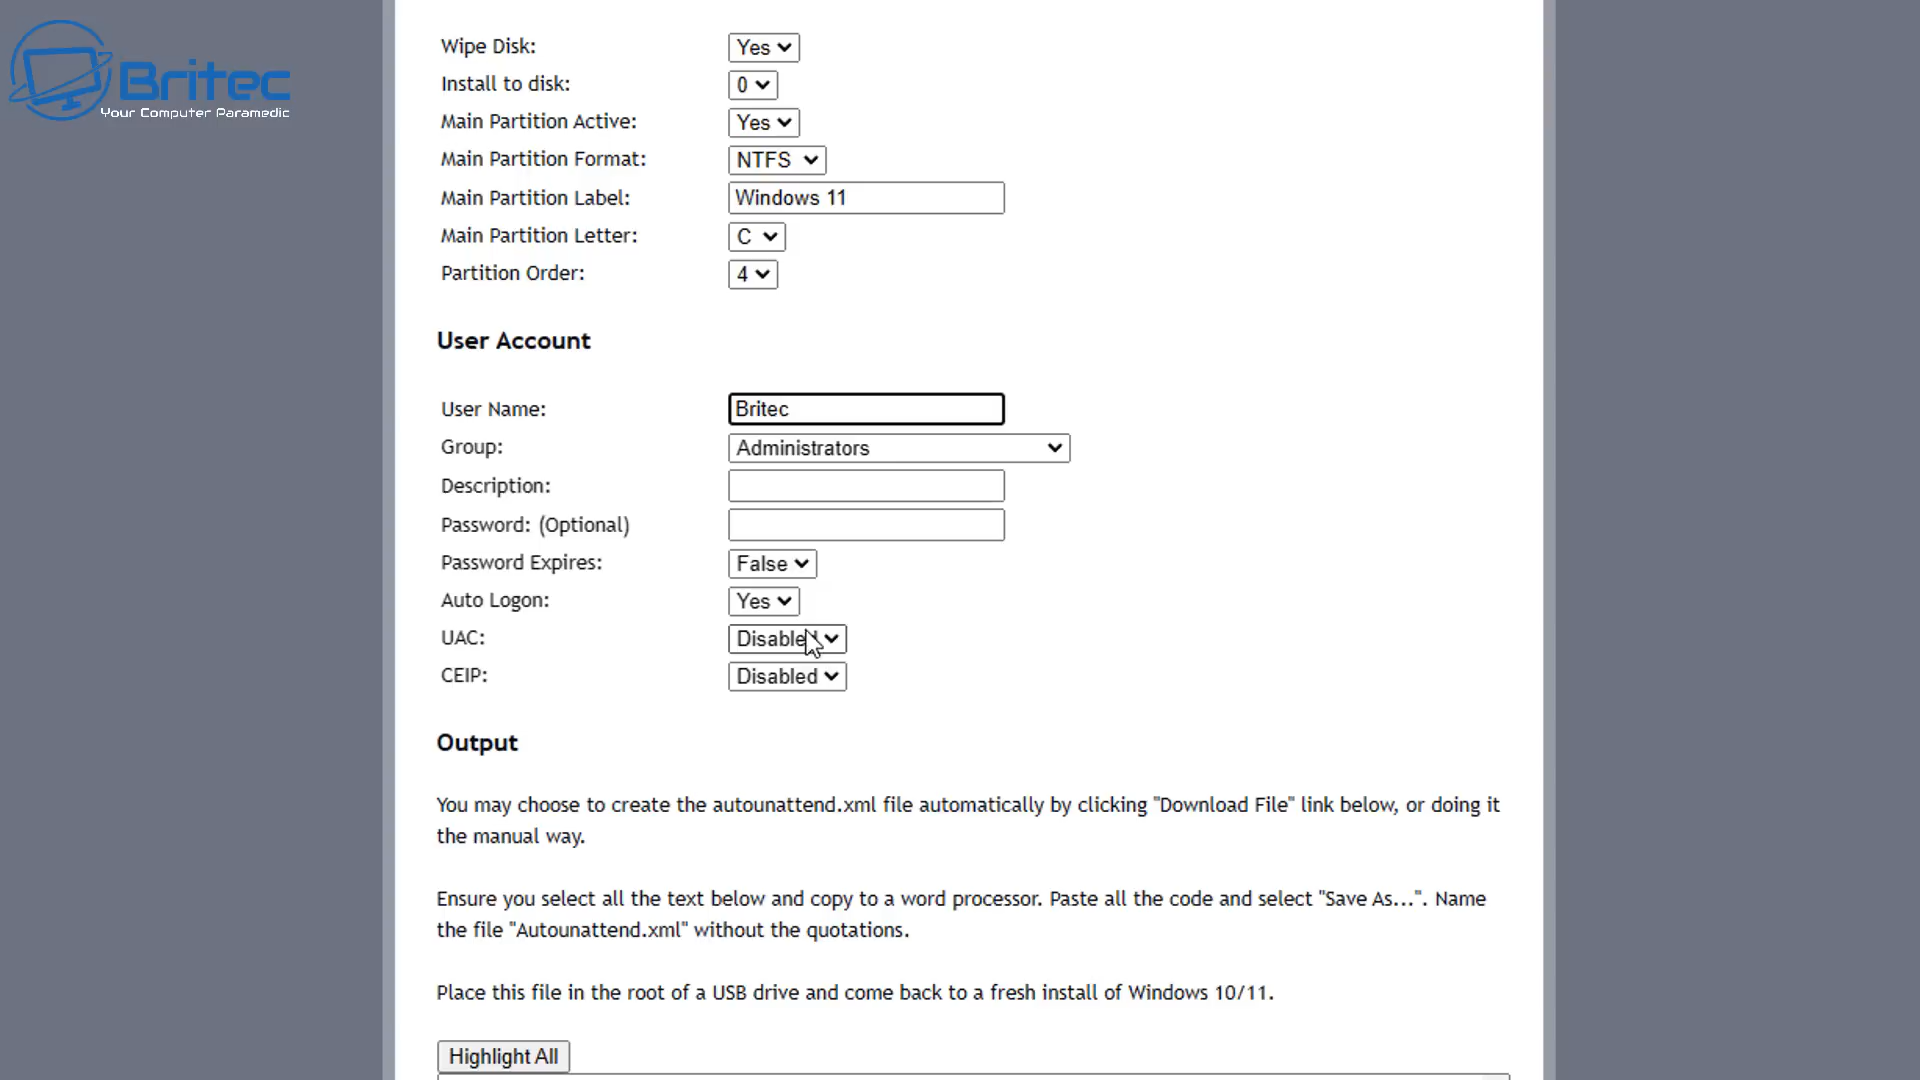 Britec
Your Computer Paramedic
Wipe Disk: Yes
Install to disk: 0
Main Partition Active: Yes
Main Partition Format: NTFS
Main Partition Label: Windows 11
Main Partition Letter: C
Partition Order: 4
User Account
User Name: Britec
Group: Administrators
Description:
Password: (Optional)
Password Expires: False
Auto Logon: Yes
UAC: Disabled
CEIP: Disabled
Output
You may choose to create the autounattend.xml file automatically by clicking "Download File" link below, or doing it
the manual way.
Ensure you select all the text below and copy to a word processor. Paste all the code and select "Save As...". Name
the file "Autounattend.xml" without the quotations.
Place this file in the root of a USB drive and come back to a fresh install of Windows 10/11.
Highlight All